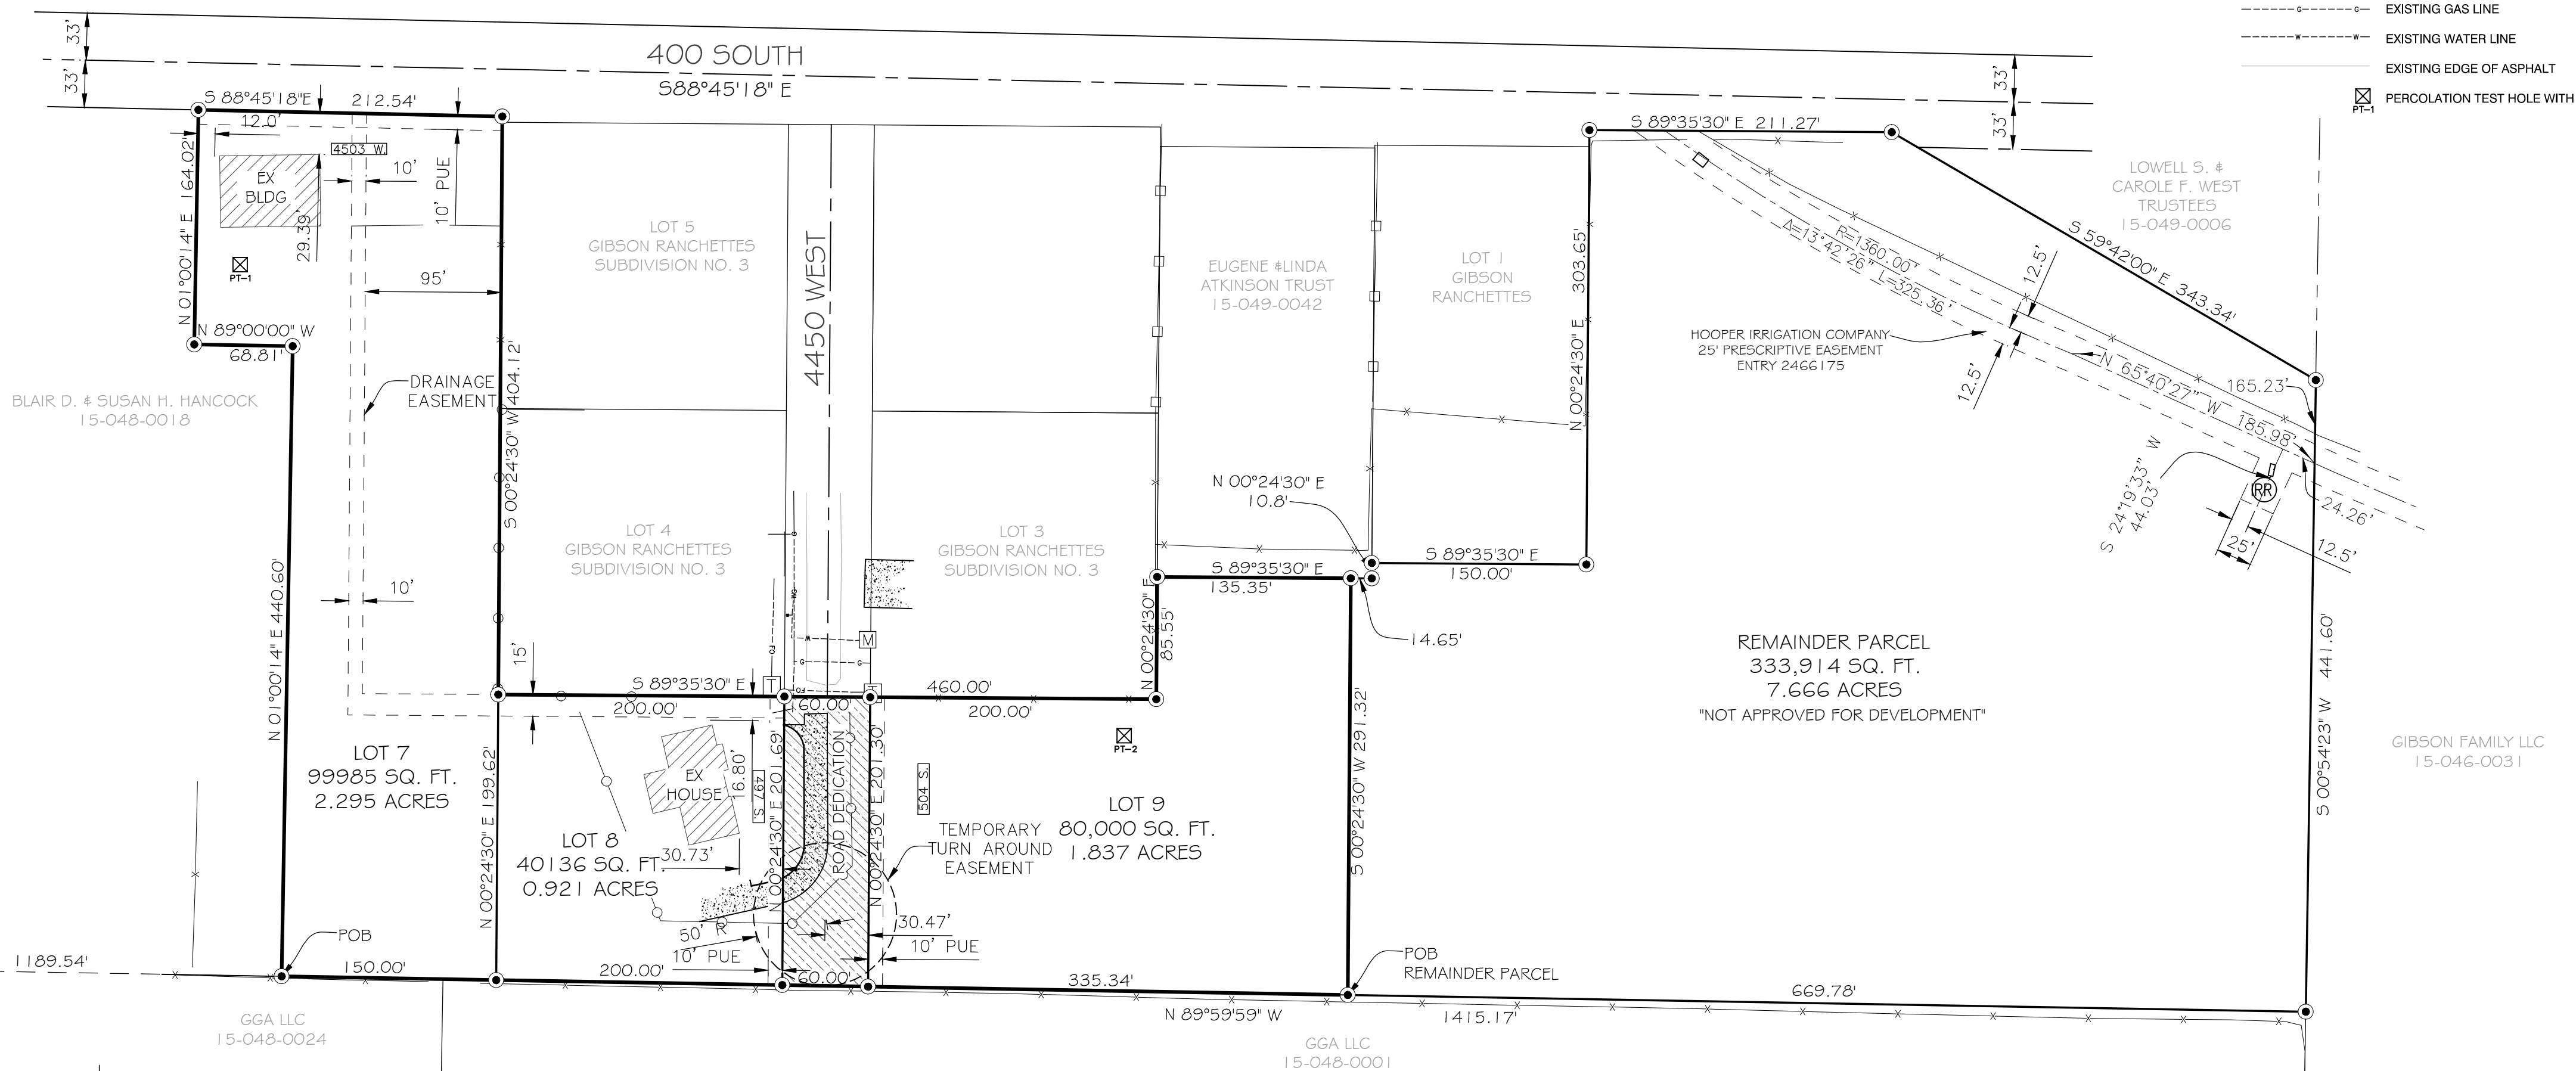 EXISTING GAS LINE
EXISTING WATER LINE
EXISTING EDGE OF ASPHALT
PERCOLATION TEST HOLE WITH
PT-1
G
G
W
W
33'
33'
400 SOUTH
S88°45'18" E
33'
33'
S 88°45'18"E
212.54'
12.0'
4503 W.
10'
10' PUE
EX
BLDG
29.39'
PT-1
N 01°00'14" E 164.02'
N 89°00'00" W
68.81'
95'
DRAINAGE
EASEMENT
S 00°24'30" W 404.12'
BLAIR D. & SUSAN H. HANCOCK
15-048-0018
N 01°00'14" E 440.60'
10'
15'
LOT 5
GIBSON RANCHETTES
SUBDIVISION NO. 3
4450 WEST
LOT 4
GIBSON RANCHETTES
SUBDIVISION NO. 3
LOT 3
GIBSON RANCHETTES
SUBDIVISION NO. 3
EUGENE &LINDA
ATKINSON TRUST
15-049-0042
LOT 1
GIBSON
RANCHETTES
N 00°24'30" E 303.65'
S 89°35'30" E 211.27'
LOWELL S. &
CAROLE F. WEST
TRUSTEES
15-049-0006
S 59°42'00" E 343.34'
R=1360.00'
Δ=13°42'26" L=325.36'
12.5'
12.5'
HOOPER IRRIGATION COMPANY
25' PRESCRIPTIVE EASEMENT
ENTRY 2466175
N 65°40'27" W
165.23'
185.98'
S 24°19'33" W
44.03'
IRR
24.26'
25'
12.5'
N 00°24'30" E
10.8'
S 89°35'30" E
150.00'
S 89°35'30" E
135.35'
14.65'
N 00°24'30" E
85.55'
W
G
G
FO
FO
M
T
S 89°35'30" E
460.00'
200.00'
60.00'
200.00'
PT-2
REMAINDER PARCEL
333,914 SQ. FT.
7.666 ACRES
"NOT APPROVED FOR DEVELOPMENT"
S 00°54'23" W 441.60'
GIBSON FAMILY LLC
15-046-0031
LOT 7
99985 SQ. FT.
2.295 ACRES
N 00°24'30" E 199.62'
EX
HOUSE
16.80'
497 S.
N 00°24'30" E 201.69'
ROAD DEDICATION
N 00°24'30" E 201.30'
504 S.
LOT 8
40136 SQ. FT.
0.921 ACRES
30.73'
TEMPORARY
TURN AROUND
EASEMENT
LOT 9
80,000 SQ. FT.
1.837 ACRES
S 00°24'30" W 291.32'
50' R
10' PUE
30.47'
10' PUE
POB
1189.54'
150.00'
200.00'
60.00'
335.34'
POB
REMAINDER PARCEL
669.78'
N 89°59'59" W
1415.17'
GGA LLC
15-048-0024
GGA LLC
15-048-0001